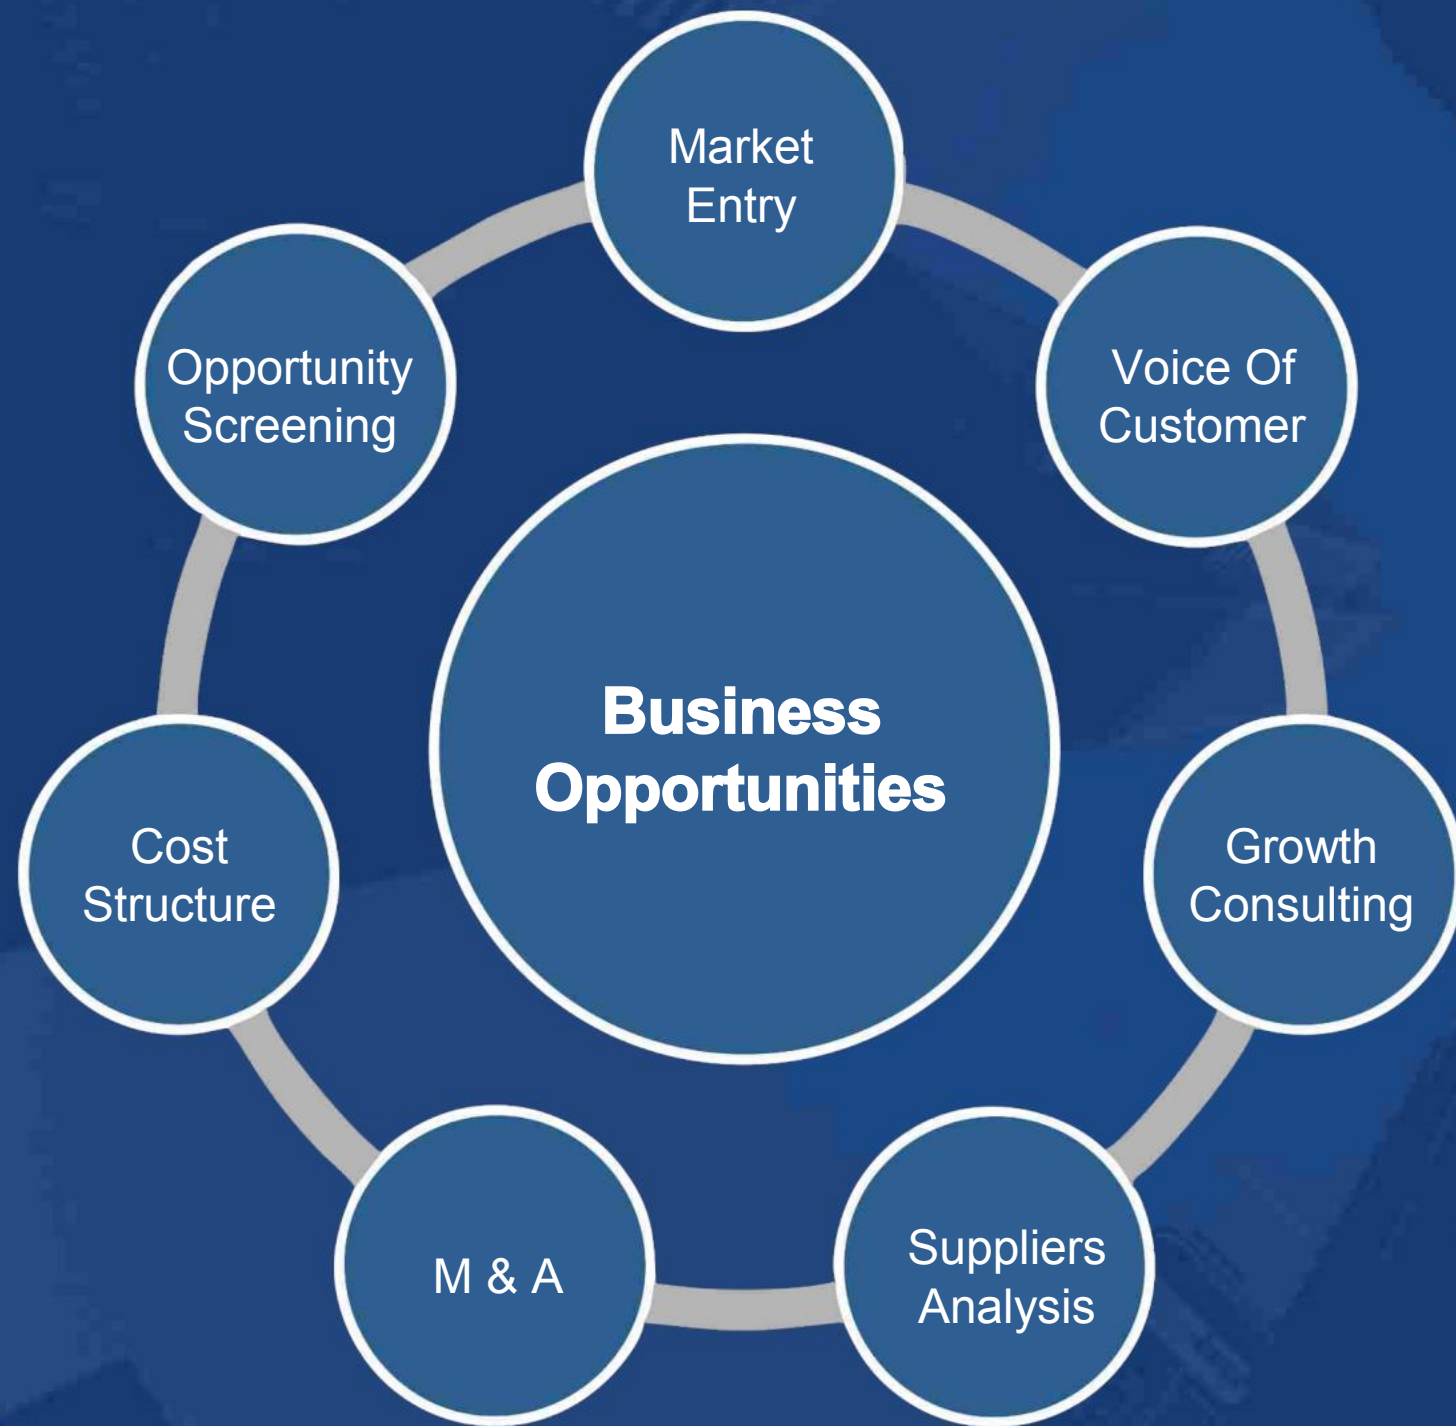 Market
Entry
Opportunity
Screening
Voice Of
Customer
Business
Opportunities
Cost
Structure
Growth
Consulting
M & A
Suppliers
Analysis